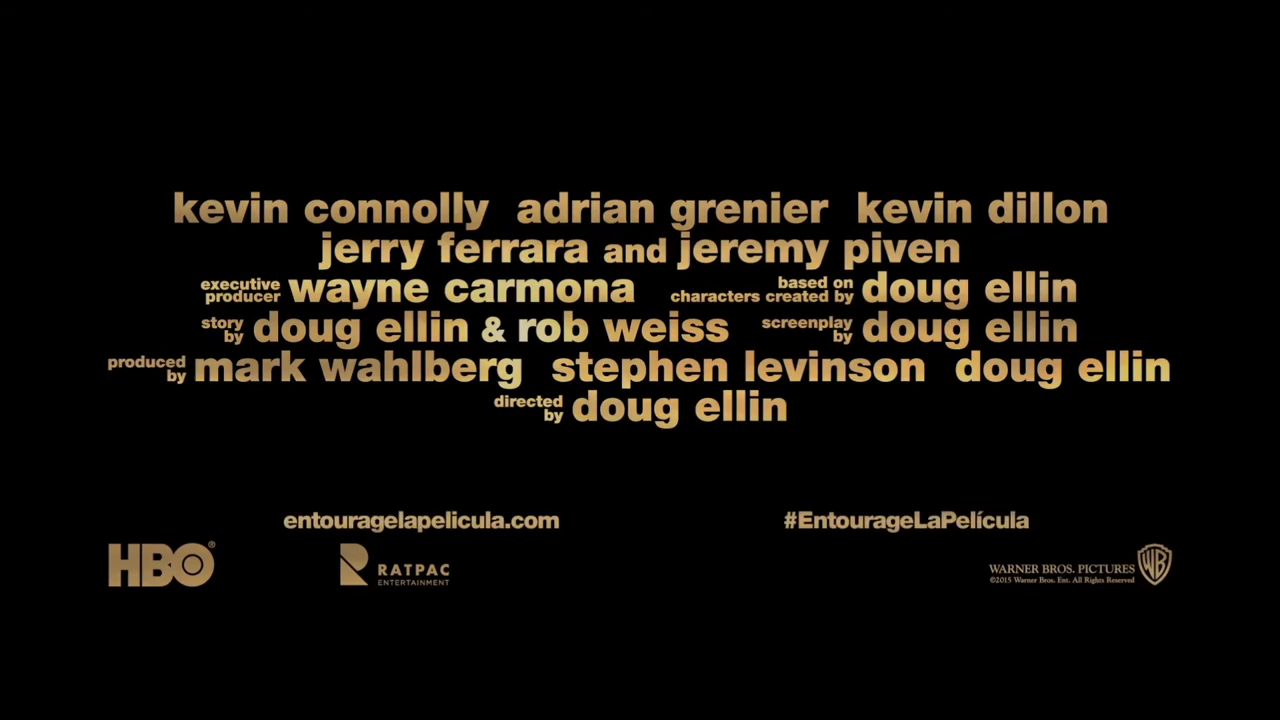 kevin connolly adrian grenier kevin dillon
jerry ferrara and jeremy piven
executive producer wayne carmona based on characters created by doug ellin
story by doug ellin & rob weiss screenplay by doug ellin
produced by mark wahlberg stephen levinson doug ellin
directed by doug ellin
entouragelapelicula.com #EntourageLaPelícula
HBO®
RATPAC
ENTERTAINMENT
WARNER BROS. PICTURES WB
©2015 Warner Bros. Ent. All Rights Reserved